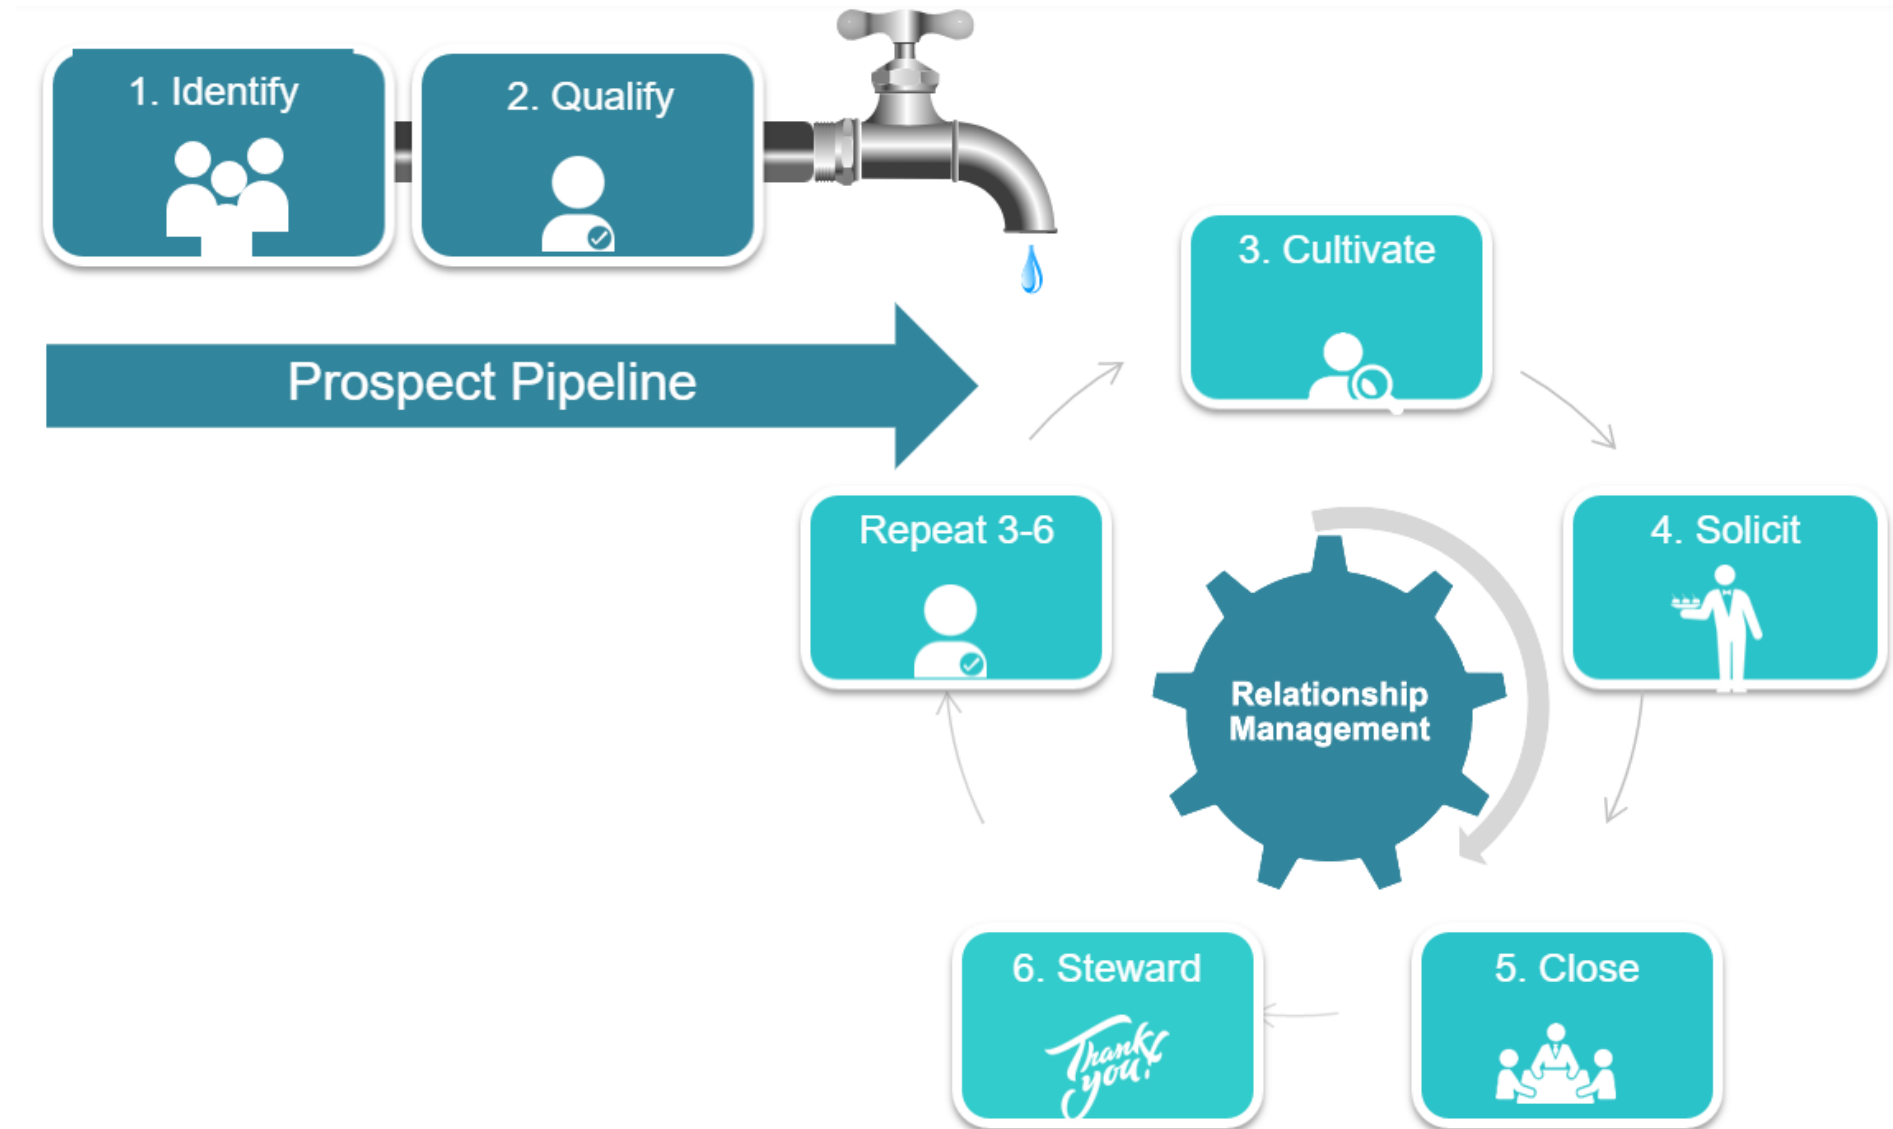 1. Identify
2. Qualify
Prospect Pipeline
3. Cultivate
Repeat 3-6
4. Solicit
Relationship
Management
6. Steward
Thank
you!
5. Close